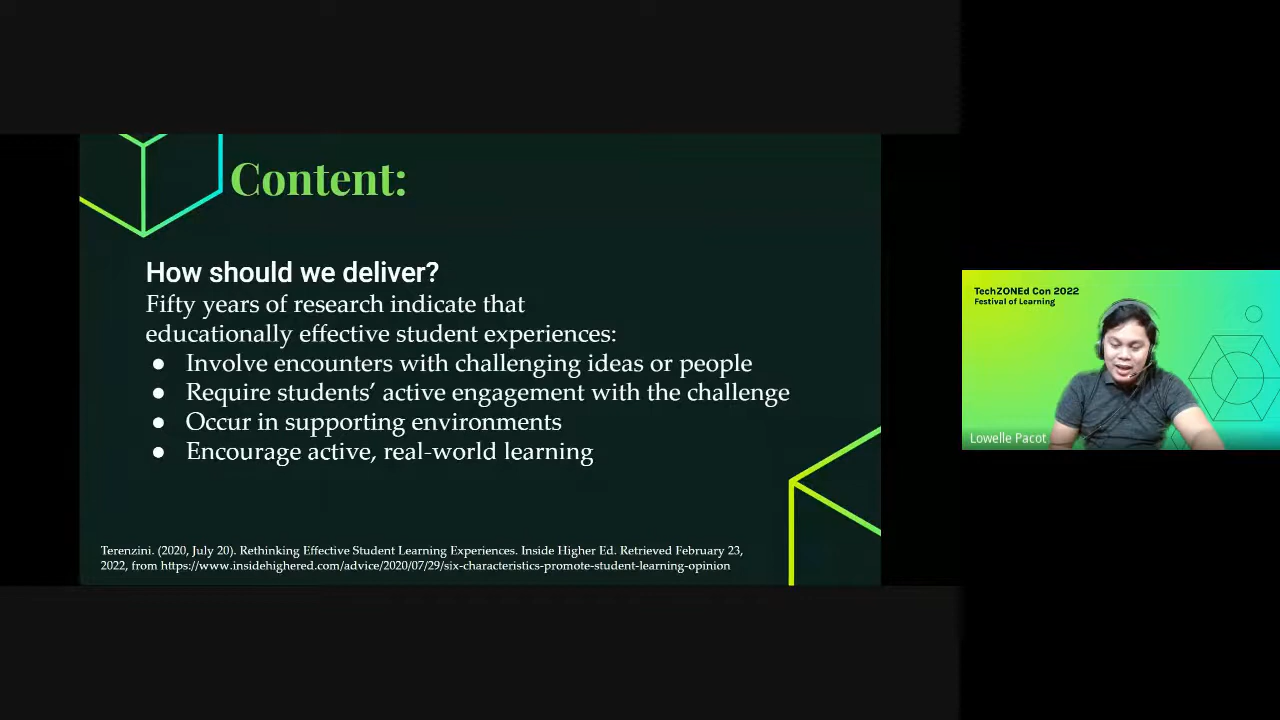 Content:
How should we deliver?
Fifty years of research indicate that
educationally effective student experiences:
● Involve encounters with challenging ideas or people
● Require students’ active engagement with the challenge
● Occur in supporting environments
● Encourage active, real-world learning
Terenzini. (2020, July 20). Rethinking Effective Student Learning Experiences. Inside Higher Ed. Retrieved February 23,
2022, from https://www.insidehighered.com/advice/2020/07/29/six-characteristics-promote-student-learning-opinion
TechZONEd Con 2022
Festival of Learning
Lowelle Pacot